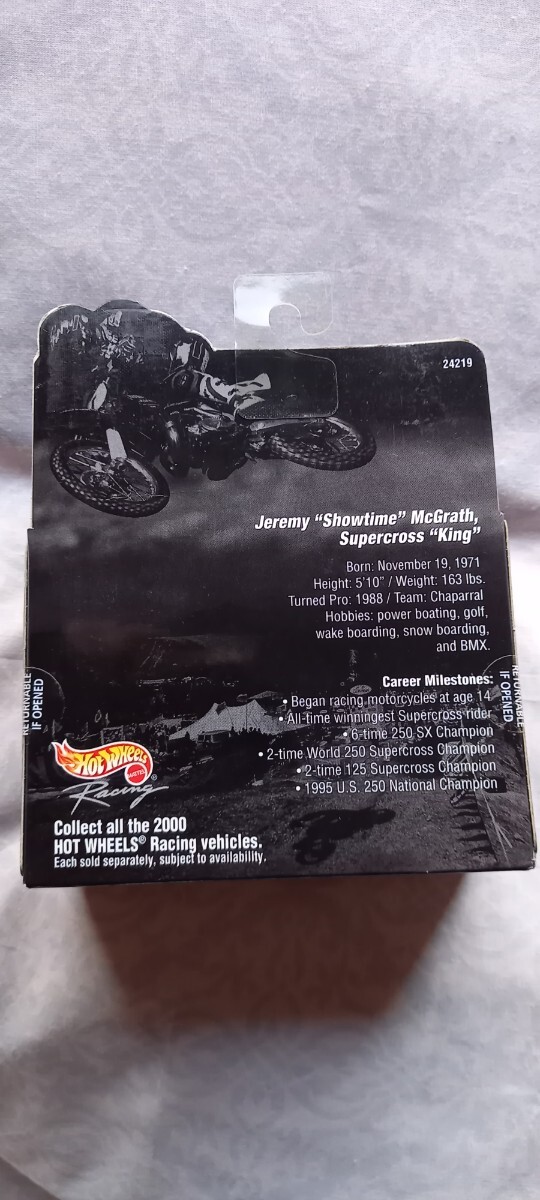 24219
Jeremy “Showtime” McGrath,
Supercross “King”
Born: November 19, 1971
Height: 5'10" / Weight: 163 lbs.
Turned Pro: 1988 / Team: Chaparral
Hobbies: power boating, golf,
wake boarding, snow boarding,
and BMX.
Career Milestones:
• Began racing motorcycles at age 14
• All-time winningest Supercross rider
• 6-time 250 SX Champion
• 2-time World 250 Supercross Champion
• 2-time 125 Supercross Champion
• 1995 U.S. 250 National Champion
RETURNABLE
IF OPENED
RETURNABLE
IF OPENED
HOT WHEELS
MATTEL
Racing®
Collect all the 2000
HOT WHEELS® Racing vehicles.
Each sold separately, subject to availability.